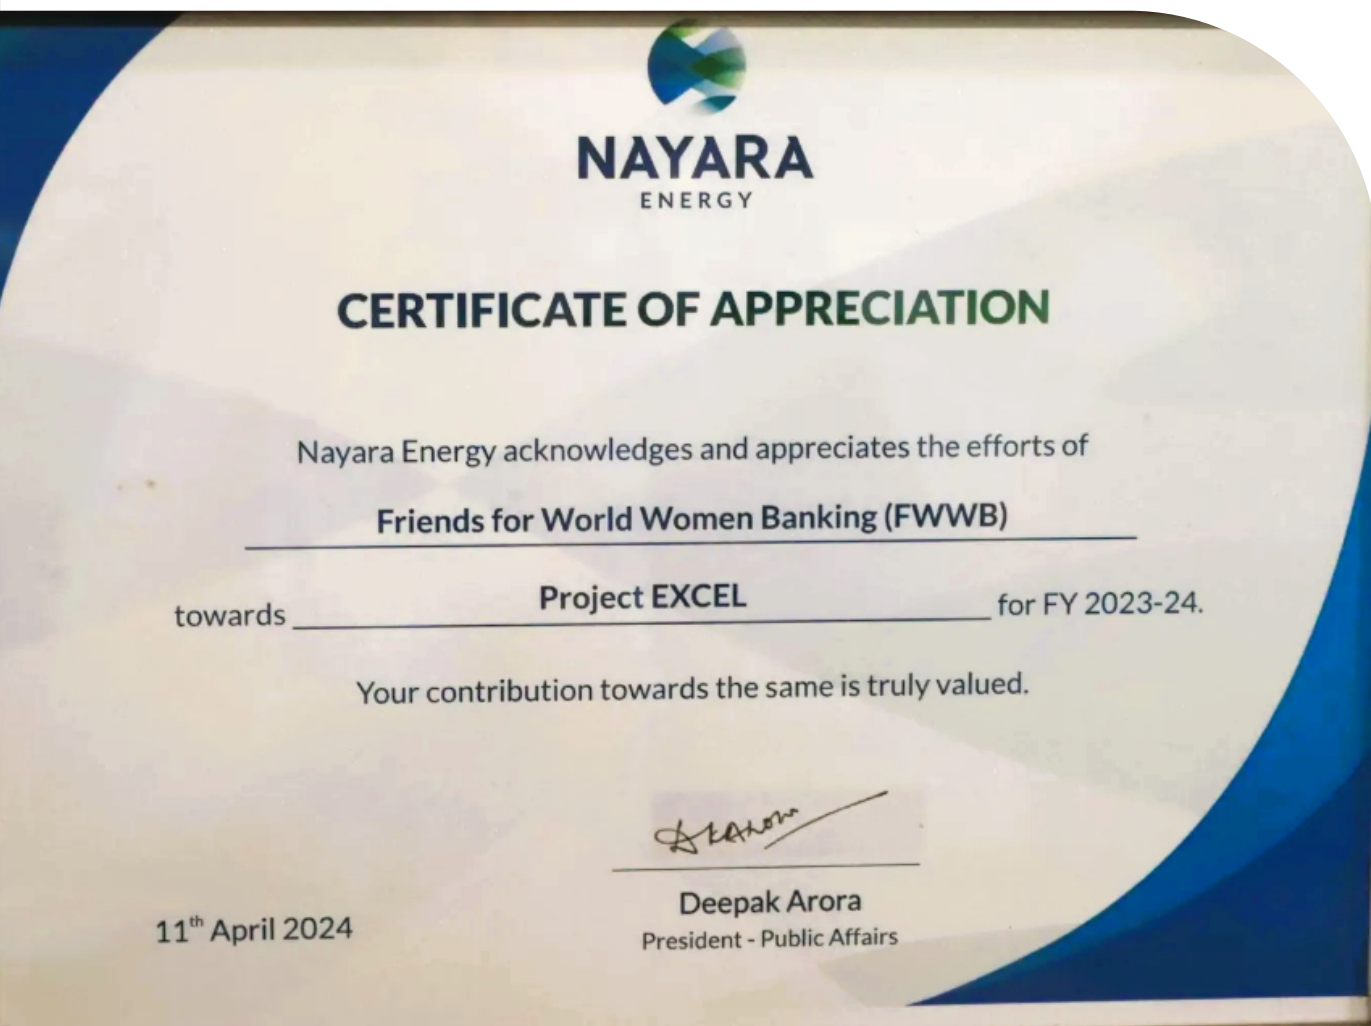 NAYARA
ENERGY
CERTIFICATE OF APPRECIATION
Nayara Energy acknowledges and appreciates the efforts of
Friends for World Women Banking (FWWB)
towards Project EXCEL for FY 2023-24.
Your contribution towards the same is truly valued.
DKArora
Deepak Arora
11th April 2024
President - Public Affairs